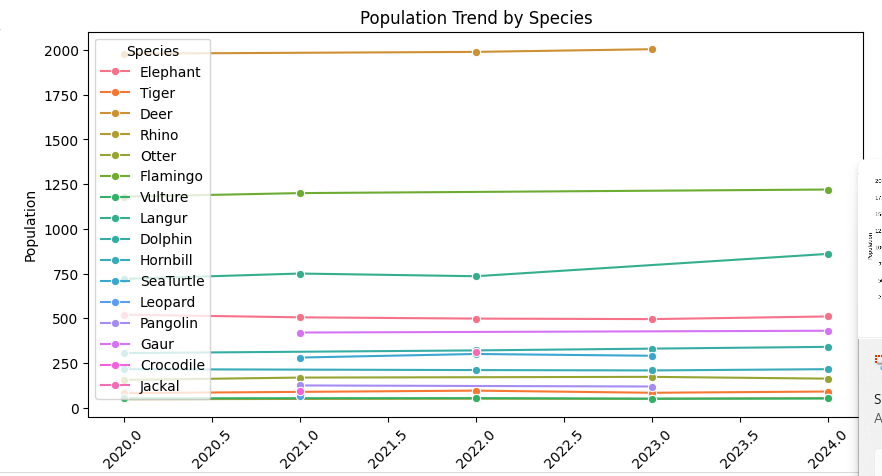 Population Trend by Species
2000
1750
1500
1250
1000
750
500
250
0
Population
Species
Elephant
Tiger
Deer
Rhino
Otter
Flamingo
Vulture
Langur
Dolphin
Hornbill
SeaTurtle
Leopard
Pangolin
Gaur
Crocodile
Jackal
2020.0
2020.5
2021.0
2021.5
2022.0
2022.5
2023.0
2023.5
2024.0
Population
S
A